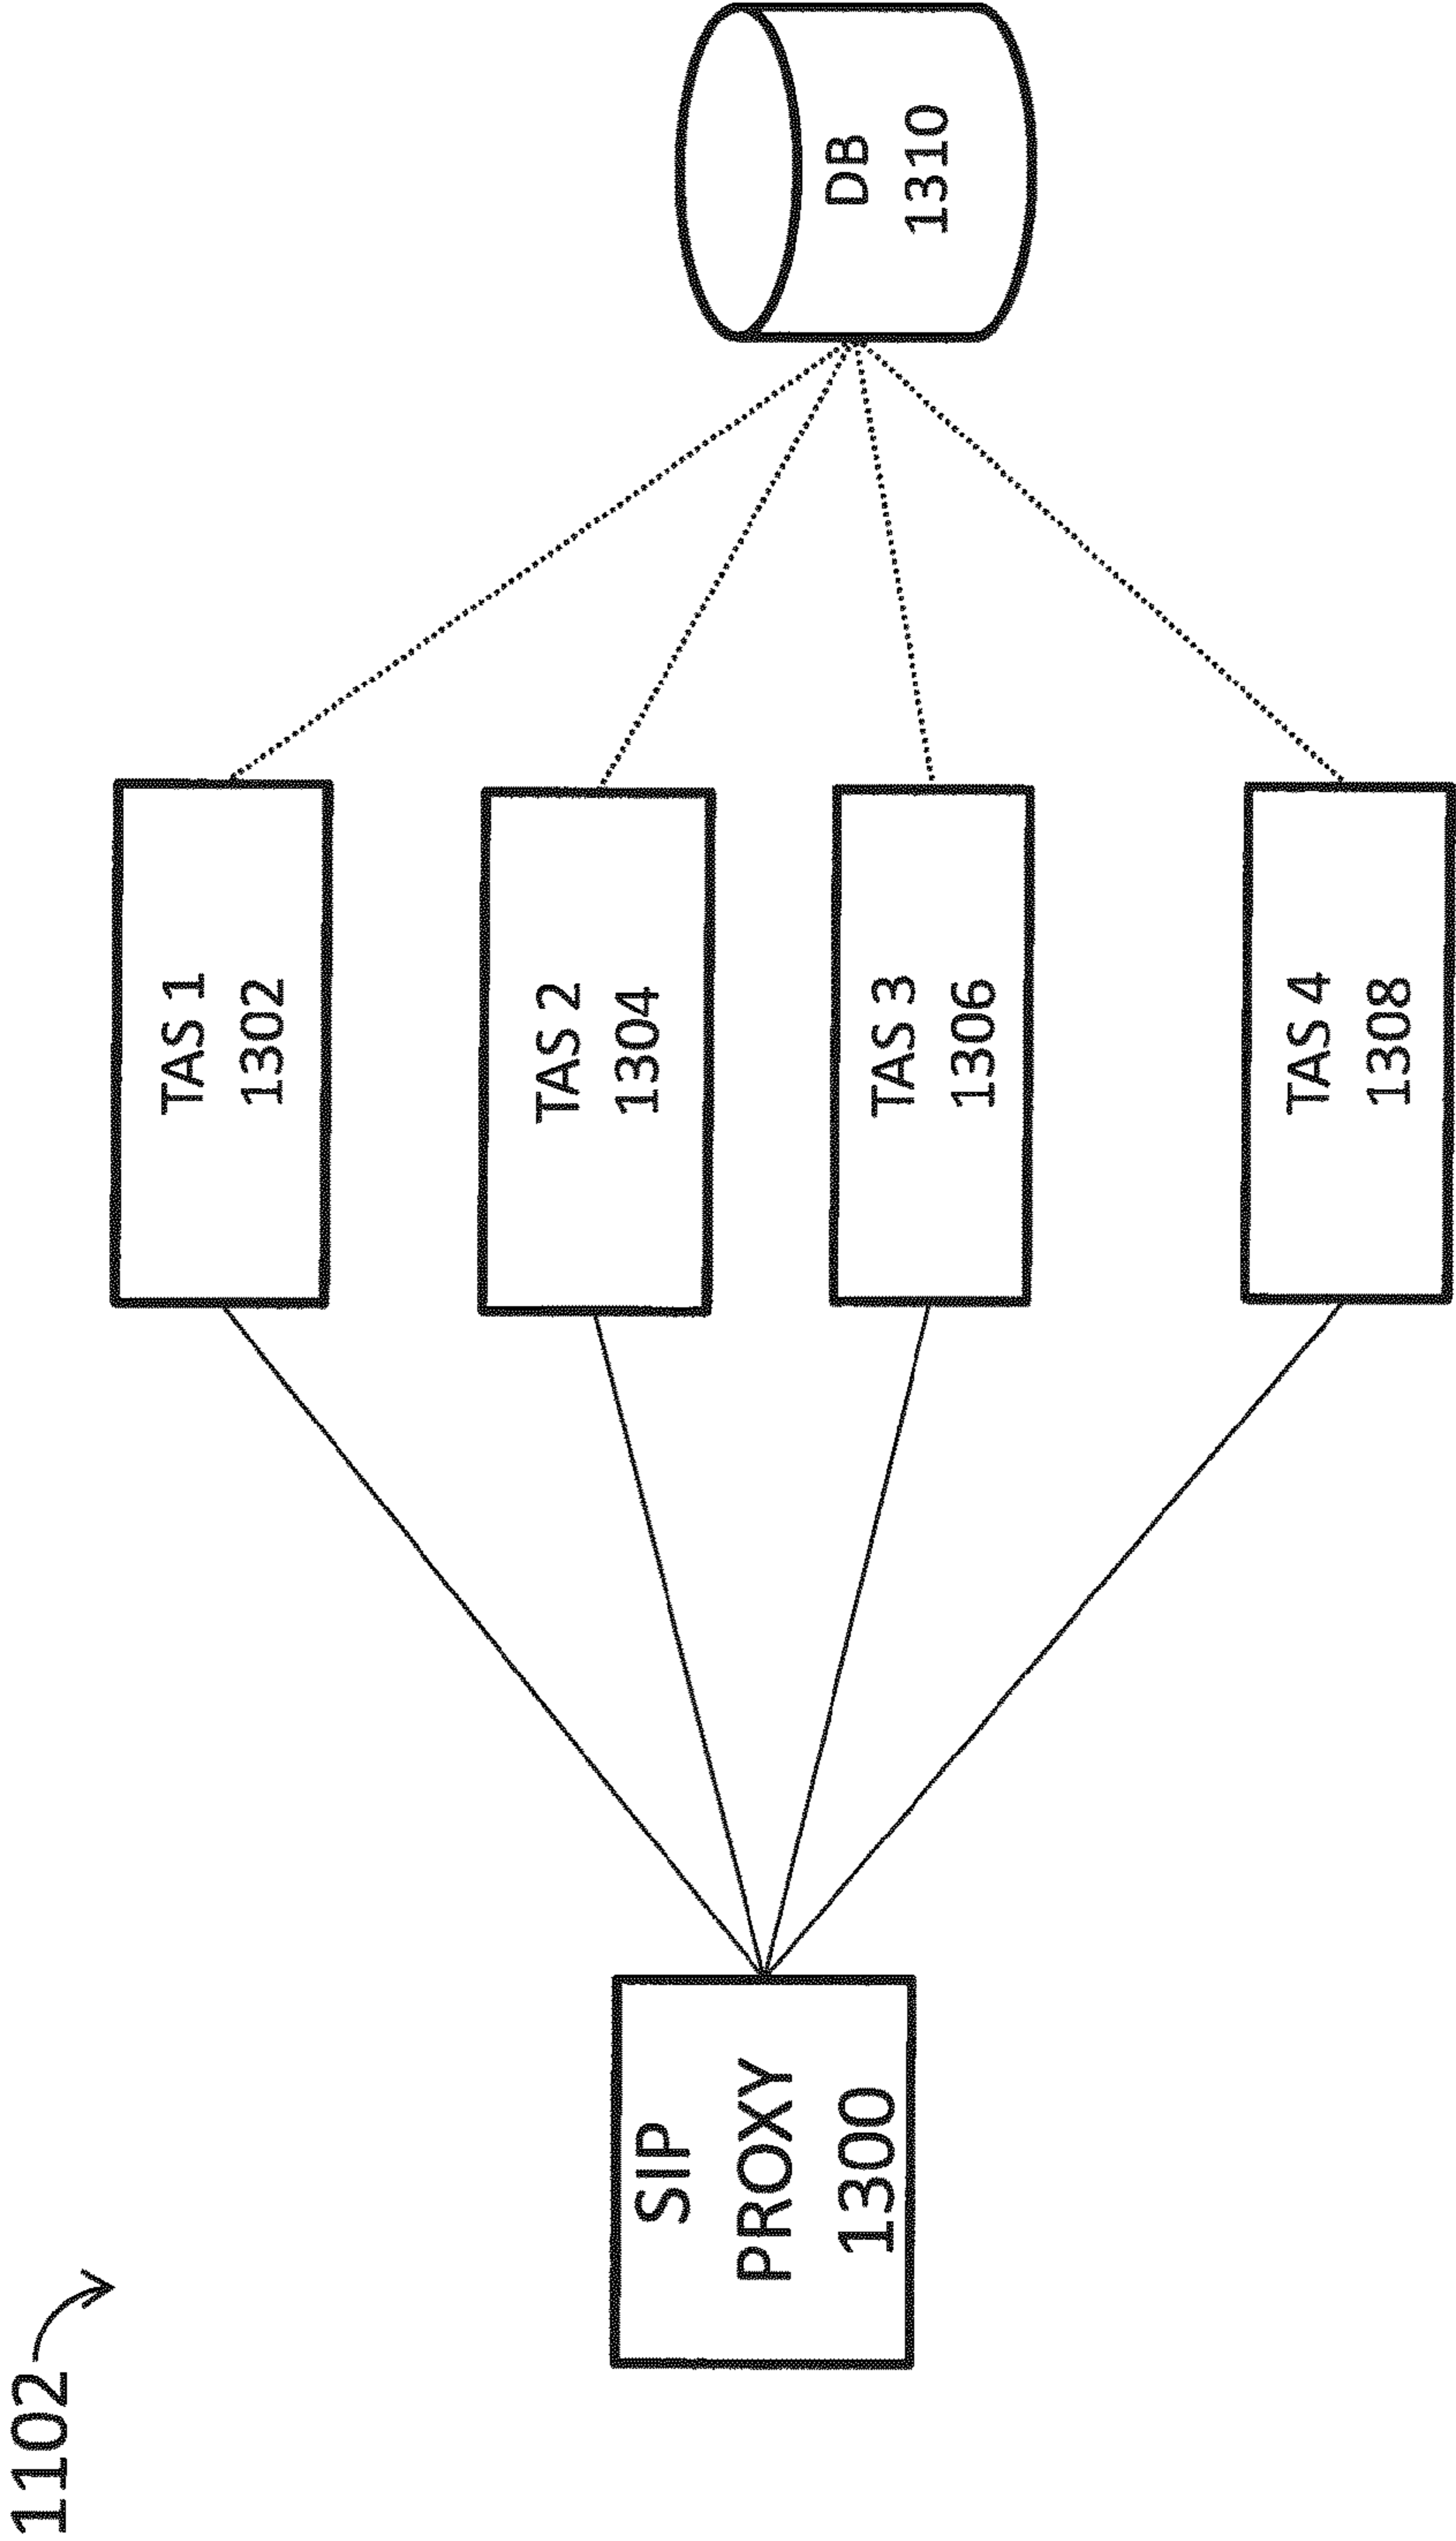 1102
SIP
PROXY
1300
TAS 1
1302
TAS 2
1304
TAS 3
1306
TAS 4
1308
DB
1310